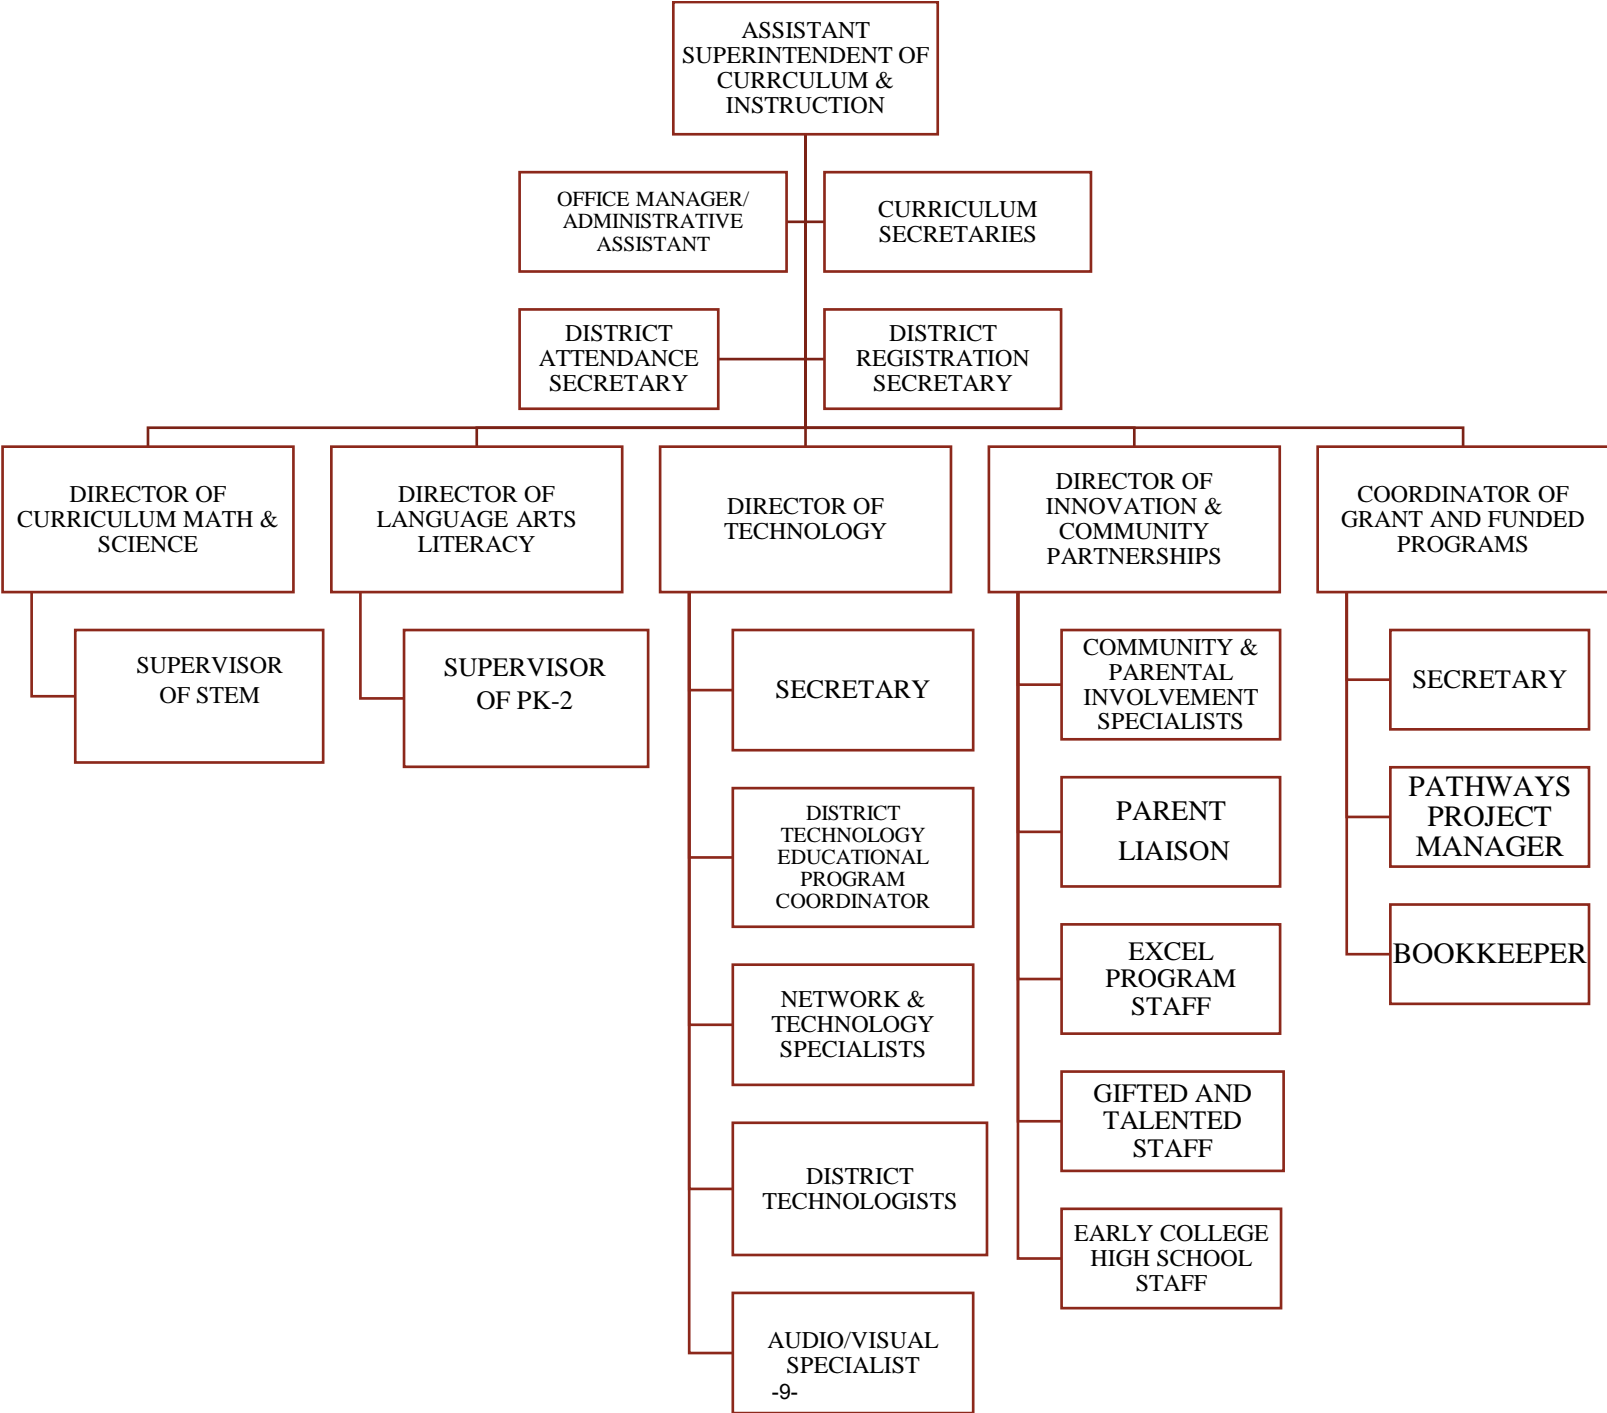 ASSISTANT
SUPERINTENDENT OF
CURRCULUM &
INSTRUCTION
OFFICE MANAGER/
ADMINISTRATIVE
ASSISTANT
CURRICULUM
SECRETARIES
DISTRICT
ATTENDANCE
SECRETARY
DISTRICT
REGISTRATION
SECRETARY
DIRECTOR OF
CURRICULUM MATH &
SCIENCE
DIRECTOR OF
LANGUAGE ARTS
LITERACY
DIRECTOR OF
TECHNOLOGY
DIRECTOR OF
INNOVATION &
COMMUNITY
PARTNERSHIPS
COORDINATOR OF
GRANT AND FUNDED
PROGRAMS
SUPERVISOR
OF STEM
SUPERVISOR
OF PK-2
SECRETARY
DISTRICT
TECHNOLOGY
EDUCATIONAL
PROGRAM
COORDINATOR
NETWORK &
TECHNOLOGY
SPECIALISTS
DISTRICT
TECHNOLOGISTS
AUDIO/VISUAL
SPECIALIST
COMMUNITY &
PARENTAL
INVOLVEMENT
SPECIALISTS
PARENT
LIAISON
EXCEL
PROGRAM
STAFF
GIFTED AND
TALENTED
STAFF
EARLY COLLEGE
HIGH SCHOOL
STAFF
SECRETARY
PATHWAYS
PROJECT
MANAGER
BOOKKEEPER
-9-